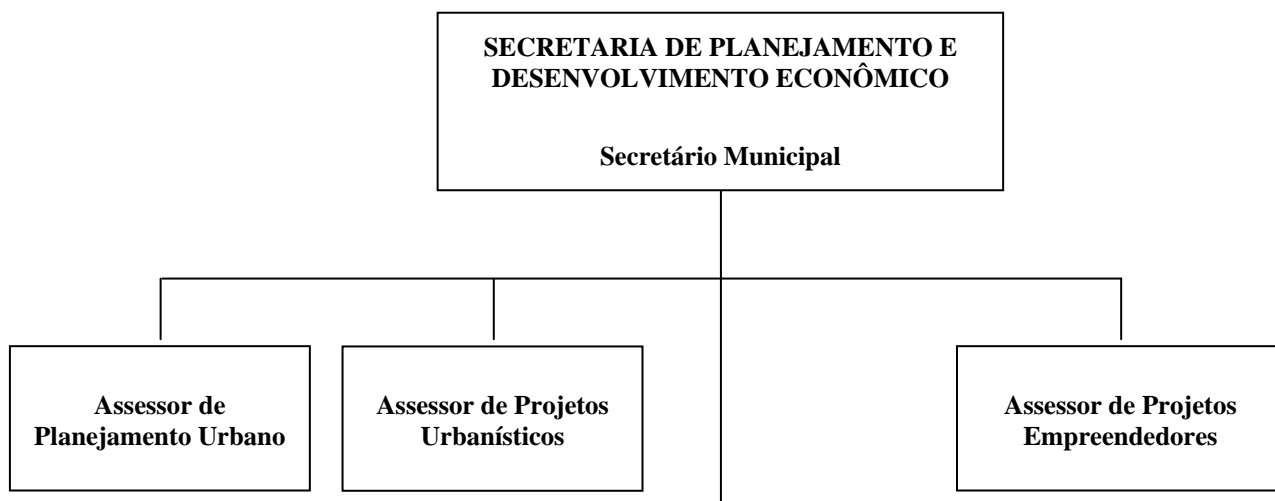 SECRETARIA DE PLANEJAMENTO E
DESENVOLVIMENTO ECONÔMICO
Secretário Municipal
Assessor de
Planejamento Urbano
Assessor de Projetos
Urbanísticos
Assessor de Projetos
Empreendedores